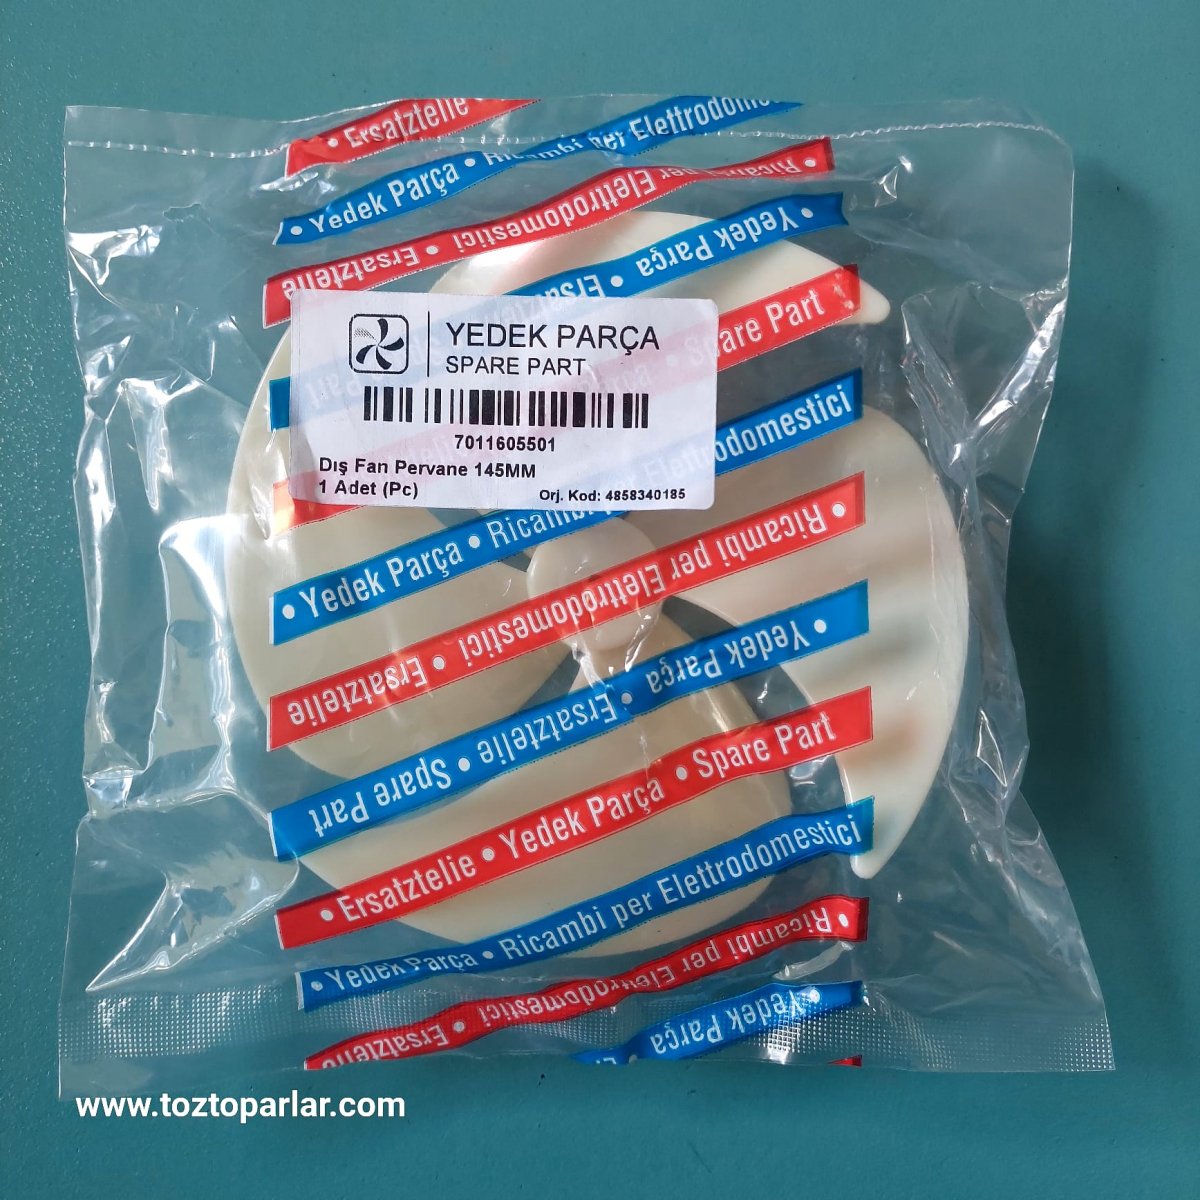 • Ersatztelie •
• Yedek Parça • Ricambi per Elettrodomestici
Ersatztelie • Ricambi per Elettrodomestici •
Ersatztelie • Yedek Parça •
• Spare Part
YEDEK PARÇA
SPARE PART
7011605501
Dış Fan Pervane 145MM
1 Adet (Pc)
Orj. Kod: 4858340185
• Yedek Parça • Ricambi per Elettrodomestici
Ersatztelie • Ricambi per Elettrodomestici •
Spare Part • Ersatztelie • Yedek Parça •
• Ersatztelie • Yedek Parça • Spare Part
• Yedek Parça • Ricambi per Elettrodomestici
Ersatztelie • Ricambi per Elettrodomestici •
Yedek Parça •
www.toztoparlar.com